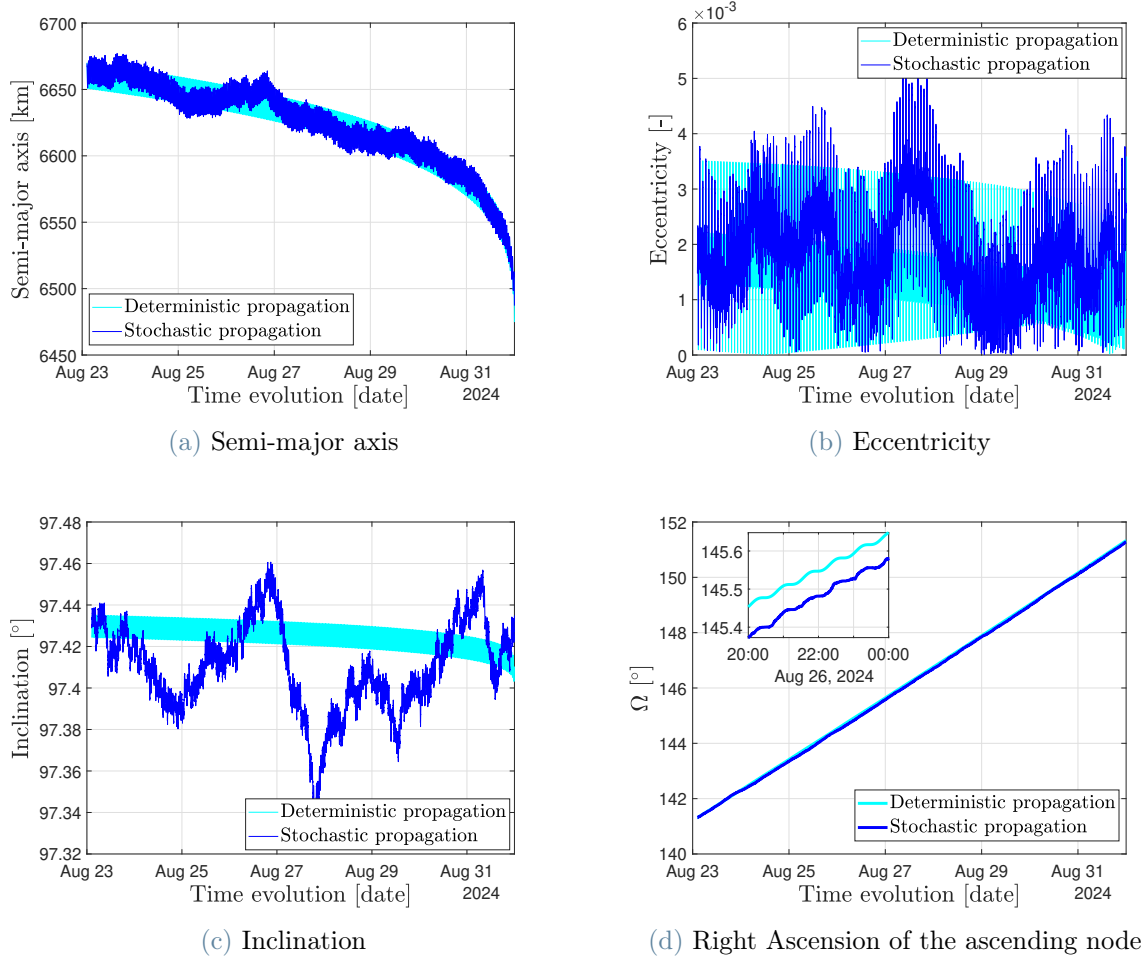 6700
6650
6600
6550
6500
6450
Semi-major axis [km]
Deterministic propagation
Stochastic propagation
Aug 23
Aug 25
Aug 27
Aug 29
Aug 31
2024
Time evolution [date]
(a) Semi-major axis
×10⁻³
6
5
4
3
2
1
0
Eccentricity [-]
Deterministic propagation
Stochastic propagation
Aug 23
Aug 25
Aug 27
Aug 29
Aug 31
2024
Time evolution [date]
(b) Eccentricity
97.48
97.46
97.44
97.42
97.4
97.38
97.36
97.34
97.32
Inclination [°]
Deterministic propagation
Stochastic propagation
Aug 23
Aug 25
Aug 27
Aug 29
Aug 31
2024
Time evolution [date]
(c) Inclination
152
150
148
146
144
142
140
Ω [°]
145.6
145.5
145.4
20:00
22:00
00:00
Aug 26, 2024
Deterministic propagation
Stochastic propagation
Aug 23
Aug 25
Aug 27
Aug 29
Aug 31
2024
Time evolution [date]
(d) Right Ascension of the ascending node